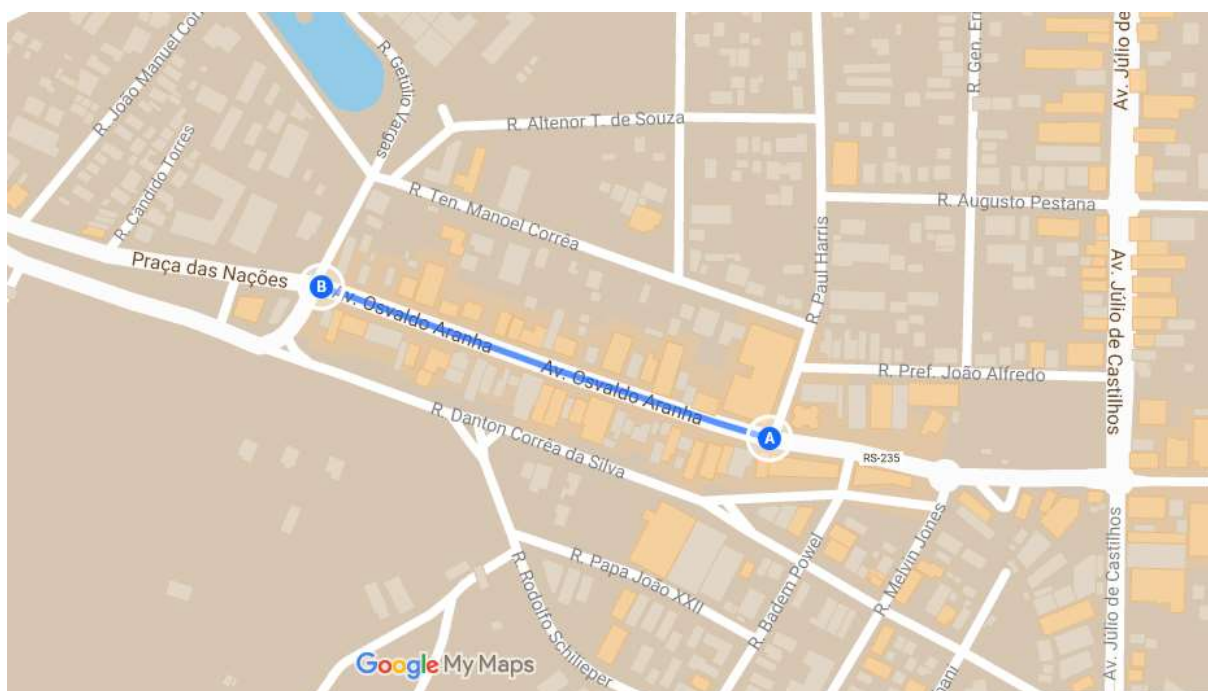 R. João Manuel Cor
R. Getúlio Vargas
R. Gen. Err
Av. Júlio de
R. Altenor T. de Souza
R. Cândido Torres
R. Ten. Manoel Corrêa
R. Augusto Pestana
Praça das Nações
B
Av. Osvaldo Aranha
R. Paul Harris
Av. Júlio de Castilhos
Av. Osvaldo Aranha
R. Pref. João Alfredo
R. Danton Corrêa da Silva
A
RS-235
R. Papa João XXII
R. Rodolfo Schlieper
R. Badem Powel
R. Melvin Jones
Av. Júlio de Castilhos
Google My Maps